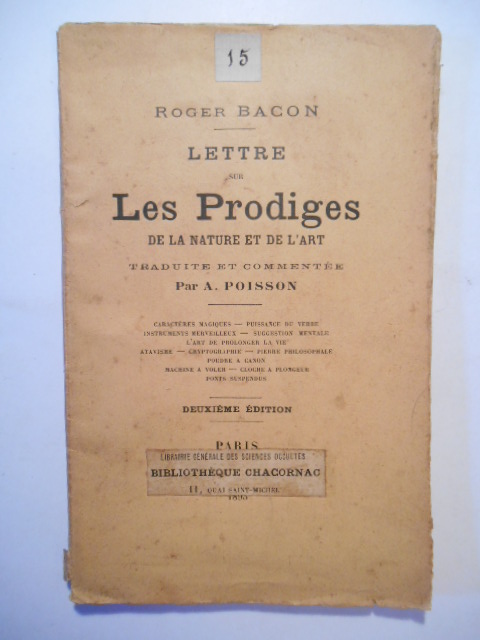 15
ROGER BACON
LETTRE
SUR
Les Prodiges
DE LA NATURE ET DE L'ART
TRADUITE ET COMMENTÉE
Par A. POISSON
CARACTÈRES MAGIQUES — PUISSANCE DU VERBE
INSTRUMENTS MERVEILLEUX — SUGGESTION MENTALE
L'ART DE PROLONGER LA VIE
ATAVISME — CRYPTOGRAPHIE — PIERRE PHILOSOPHALE
POUDRE A CANON
MACHINE A VOLER — CLOCHE A PLONGEUR
PONTS SUSPENDUS
DEUXIÈME ÉDITION
PARIS
LIBRAIRIE GÉNÉRALE DES SCIENCES OCCULTES
BIBLIOTHÈQUE CHACORNAC
11, QUAI SAINT-MICHEL